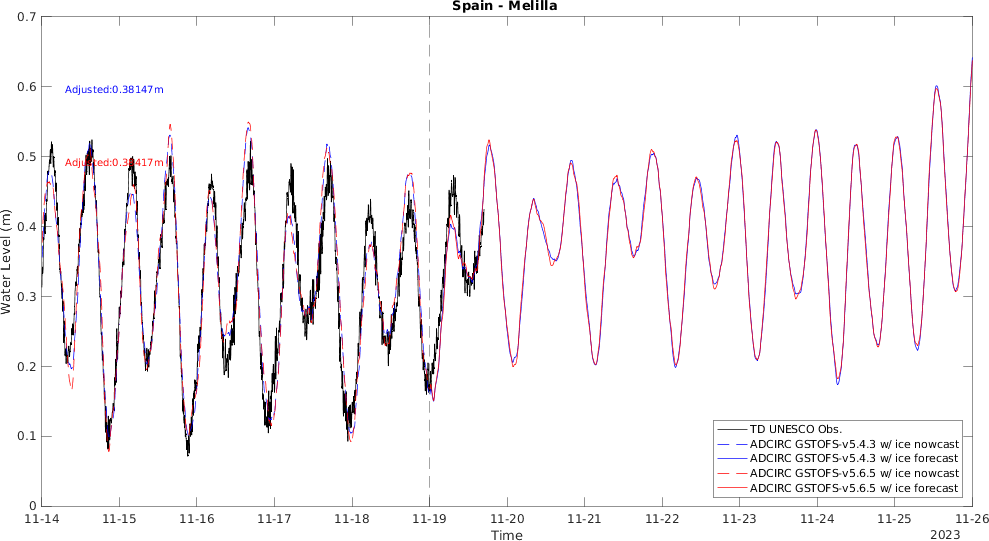 Spain - Melilla
Water Level (m)
0.7
0.6
0.5
0.4
0.3
0.2
0.1
0
Adjusted:0.38147m
TD UNESCO Obs.
ADCIRC GSTOFS-v5.4.3 w/ ice nowcast
ADCIRC GSTOFS-v5.4.3 w/ ice forecast
ADCIRC GSTOFS-v5.6.5 w/ ice nowcast
ADCIRC GSTOFS-v5.6.5 w/ ice forecast
11-14 11-15 11-16 11-17 11-18 11-19 11-20 11-21 11-22 11-23 11-24 11-25 11-26
Time
2023